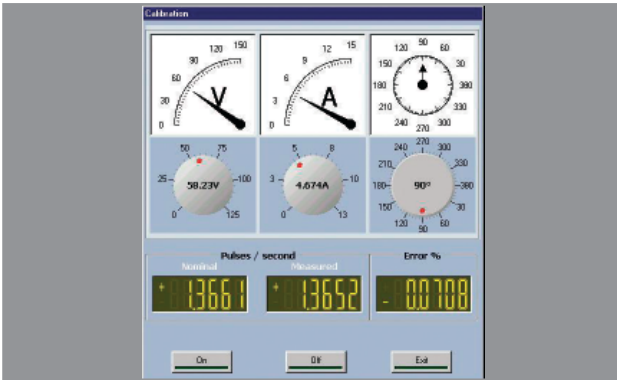 Calibration
0 30 60 90 120 150
V
0 3 6 9 12 15
A
90
120 60
150 30
180 360
210 330
240 300
270
50 75
25 100
0 125
58.23V
5 8
3 10
0 13
4.674A
270
240 300
210 330
180 360
150 30
120 60
90
90°
Pulses / second Error %
Nominal Measured
+ 1.3661 + 1.3652 - 0.0708
On Off Exit